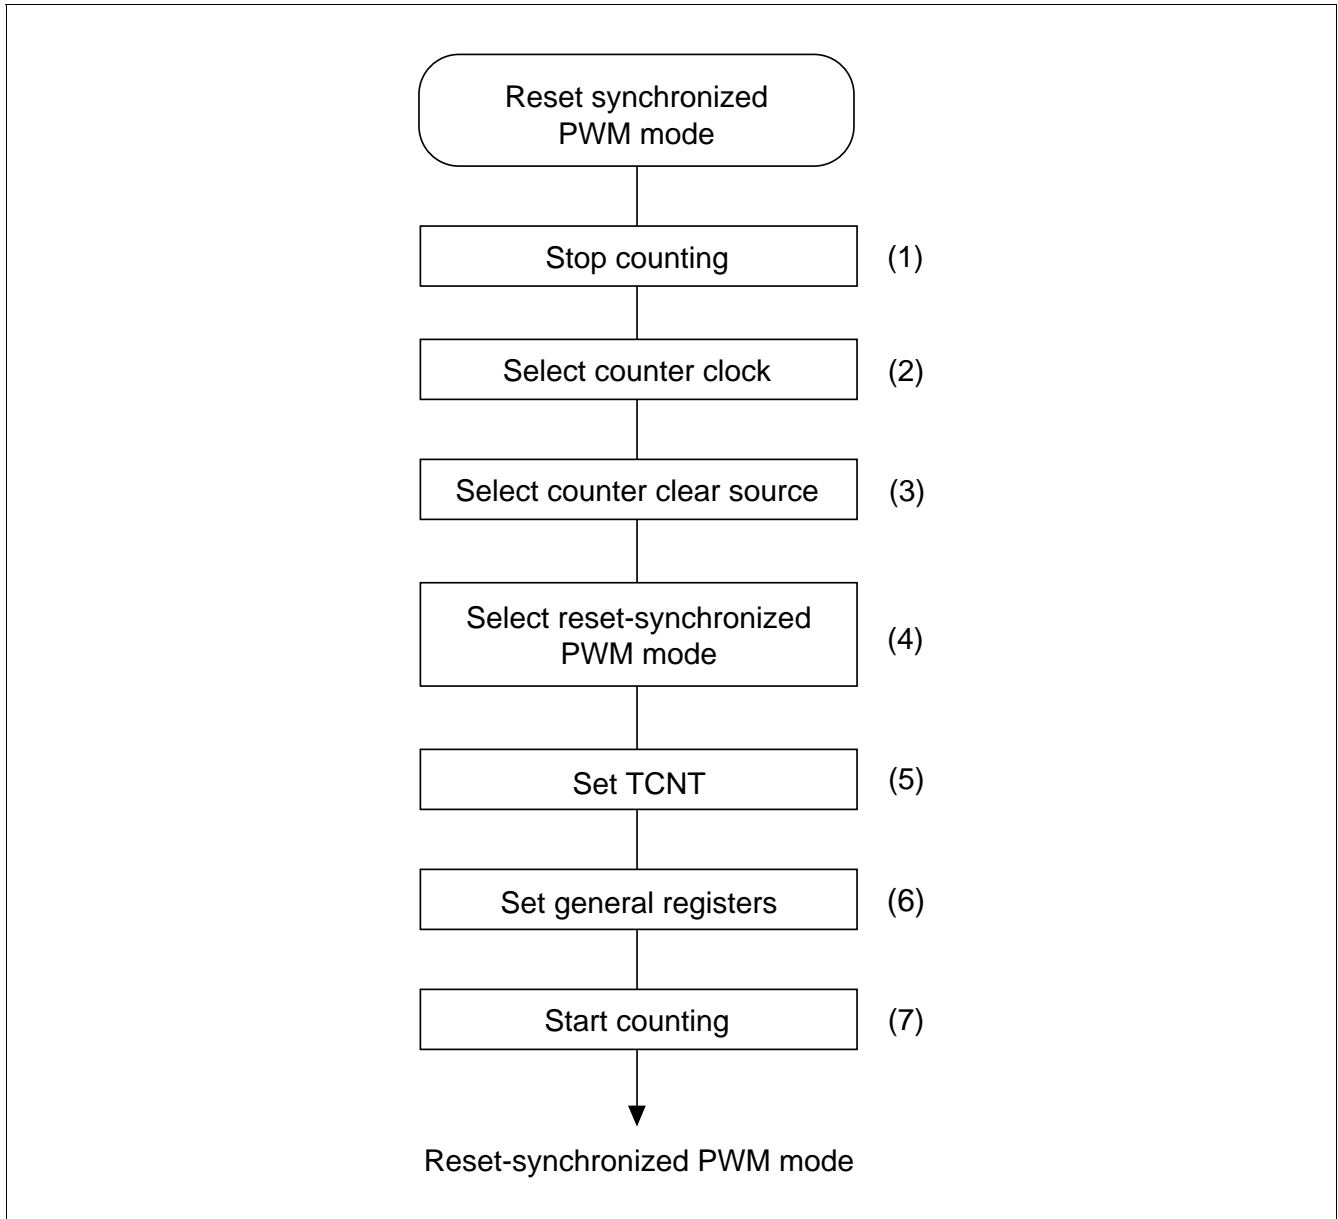 Reset synchronized
PWM mode
Stop counting (1)
Select counter clock (2)
Select counter clear source (3)
Select reset-synchronized
PWM mode
(4)
Set TCNT (5)
Set general registers (6)
Start counting (7)
Reset-synchronized PWM mode